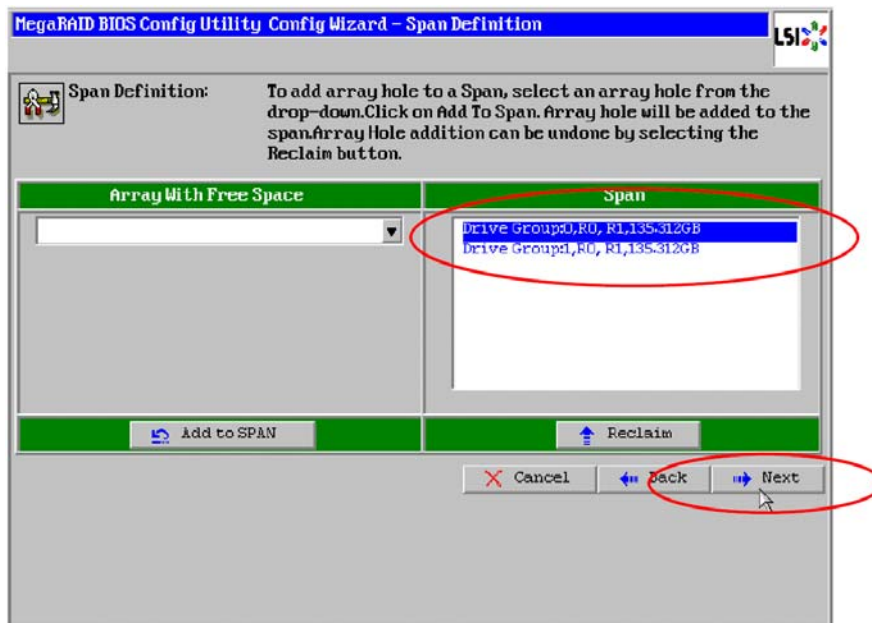 MegaRAID BIOS Config Utility Config Wizard - Span Definition
LSI
Span Definition:
To add array hole to a Span, select an array hole from the
drop-down.Click on Add To Span. Array hole will be added to the
span.Array Hole addition can be undone by selecting the
Reclaim button.
Array With Free Space
Span
Drive Group:0,R0, R1,135.312GB
Drive Group:1,R0, R1,135.312GB
Add to SPAN
Reclaim
Cancel
Back
Next